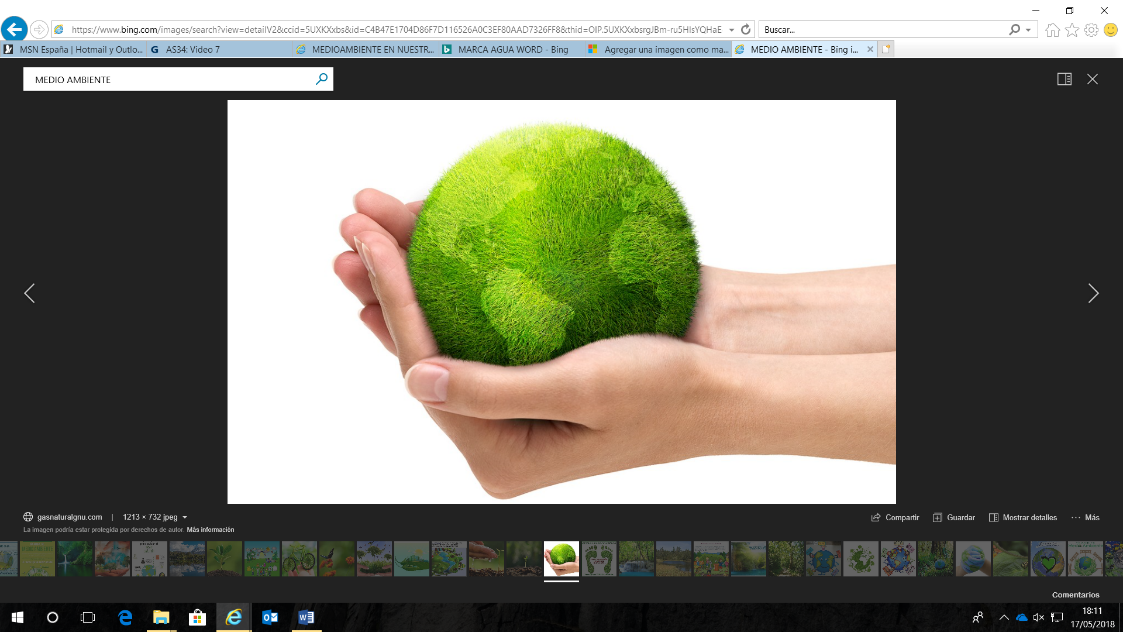 https://www.bing.com/images/search?view=detailV2&ccid=5UXKXxbs&id=C4B47E1704D86F7D116526A0C3EF80AAD7326FF8&thid=OIP.5UXKXxbsrgJBm-ru5HIsYQHaE
Buscar...
MSN España | Hotmail y Outlo...
AS34: Video 7
MEDIOAMBIENTE EN NUESTR...
MARCA AGUA WORD - Bing
Agregar una imagen como ma...
MEDIO AMBIENTE - Bing i...
MEDIO AMBIENTE
gasnaturalgnu.com | 1213 × 732 jpeg
Compartir
Guardar
Mostrar detalles
Más
La imagen podría estar protegida por derechos de autor. Más información
Comentarios
18:11
17/05/2018